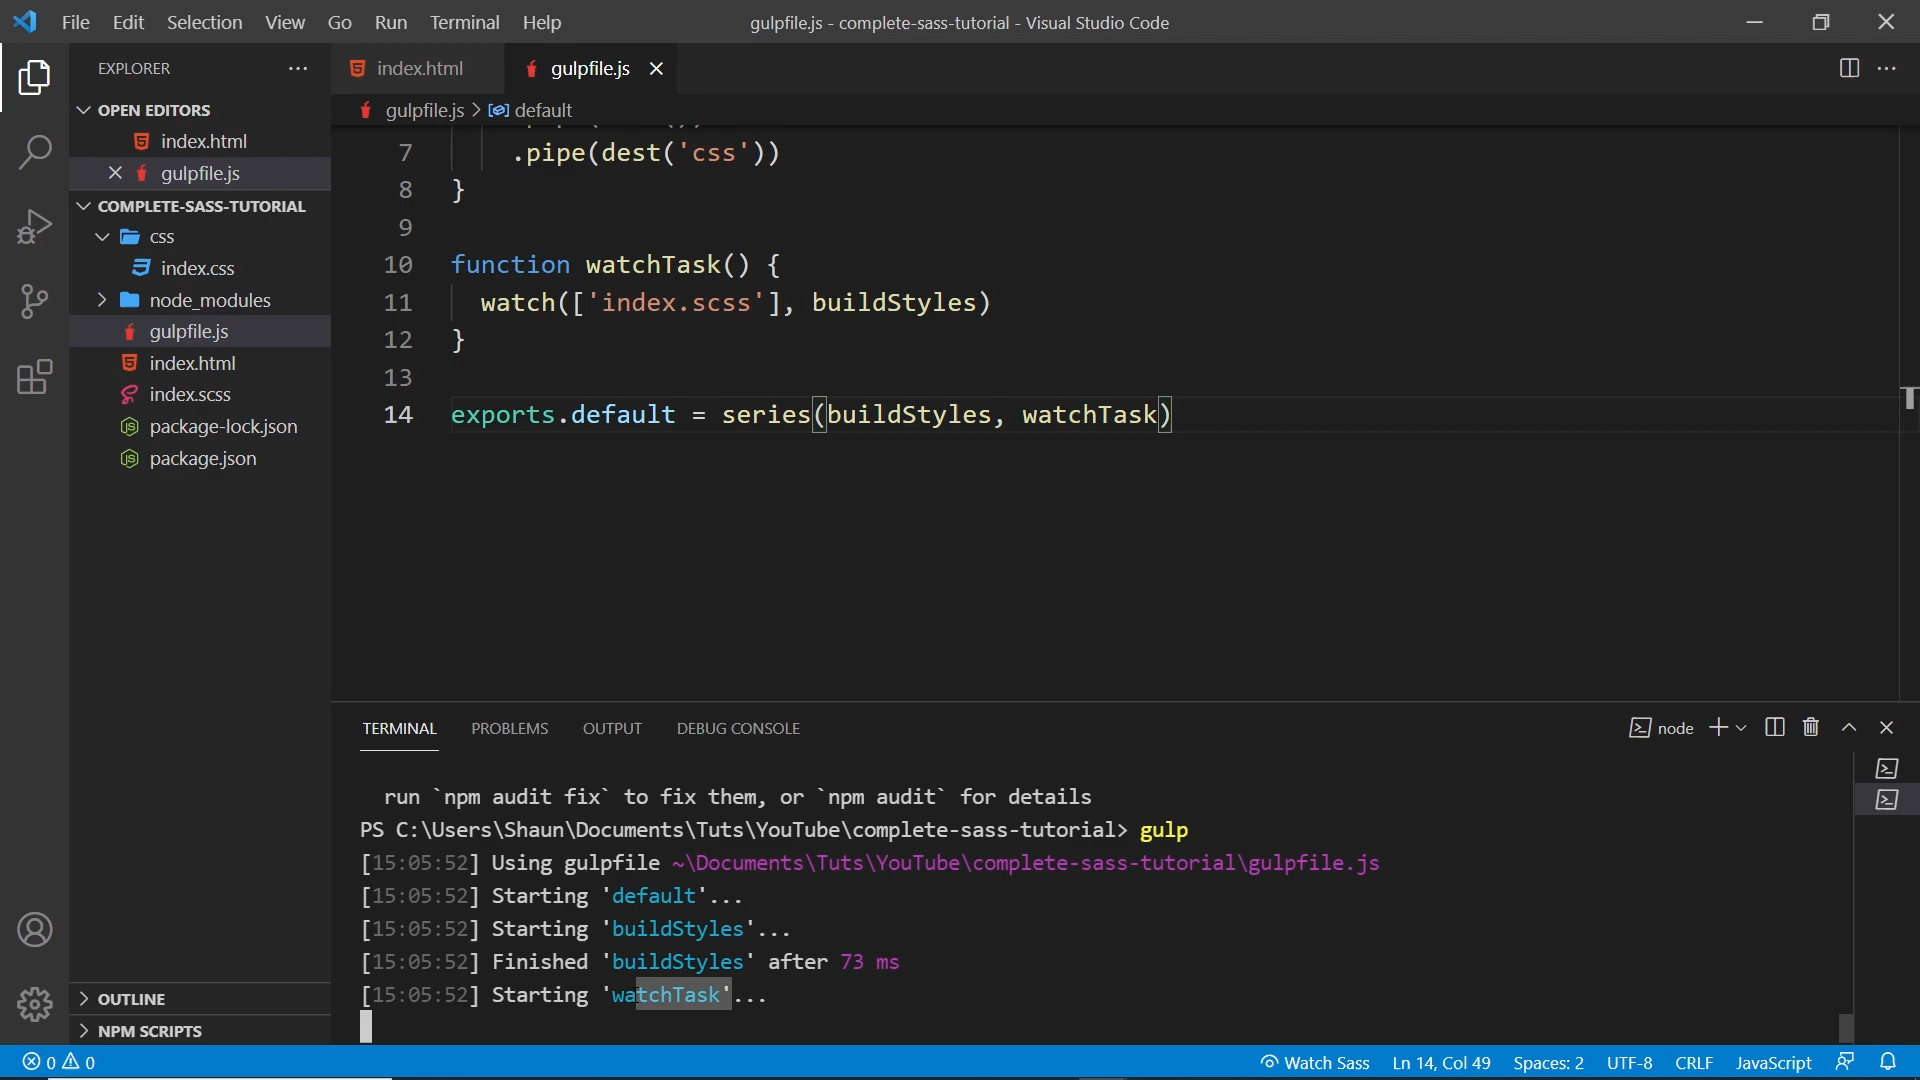 File Edit Selection View Go Run Terminal Help
gulpfile.js - complete-sass-tutorial - Visual Studio Code
EXPLORER
OPEN EDITORS
index.html
gulpfile.js
COMPLETE-SASS-TUTORIAL
css
index.css
node_modules
gulpfile.js
index.html
index.scss
package-lock.json
package.json
OUTLINE
NPM SCRIPTS
index.html
gulpfile.js
gulpfile.js > default
7 .pipe(dest('css'))
8 }
9
10 function watchTask() {
11 watch(['index.scss'], buildStyles)
12 }
13
14 exports.default = series(buildStyles, watchTask)
TERMINAL PROBLEMS OUTPUT DEBUG CONSOLE
node
run `npm audit fix` to fix them, or `npm audit` for details
PS C:\Users\Shaun\Documents\Tuts\YouTube\complete-sass-tutorial> gulp
[15:05:52] Using gulpfile ~\Documents\Tuts\YouTube\complete-sass-tutorial\gulpfile.js
[15:05:52] Starting 'default'...
[15:05:52] Starting 'buildStyles'...
[15:05:52] Finished 'buildStyles' after 73 ms
[15:05:52] Starting 'watchTask'...
0 0
Watch Sass Ln 14, Col 49 Spaces: 2 UTF-8 CRLF JavaScript